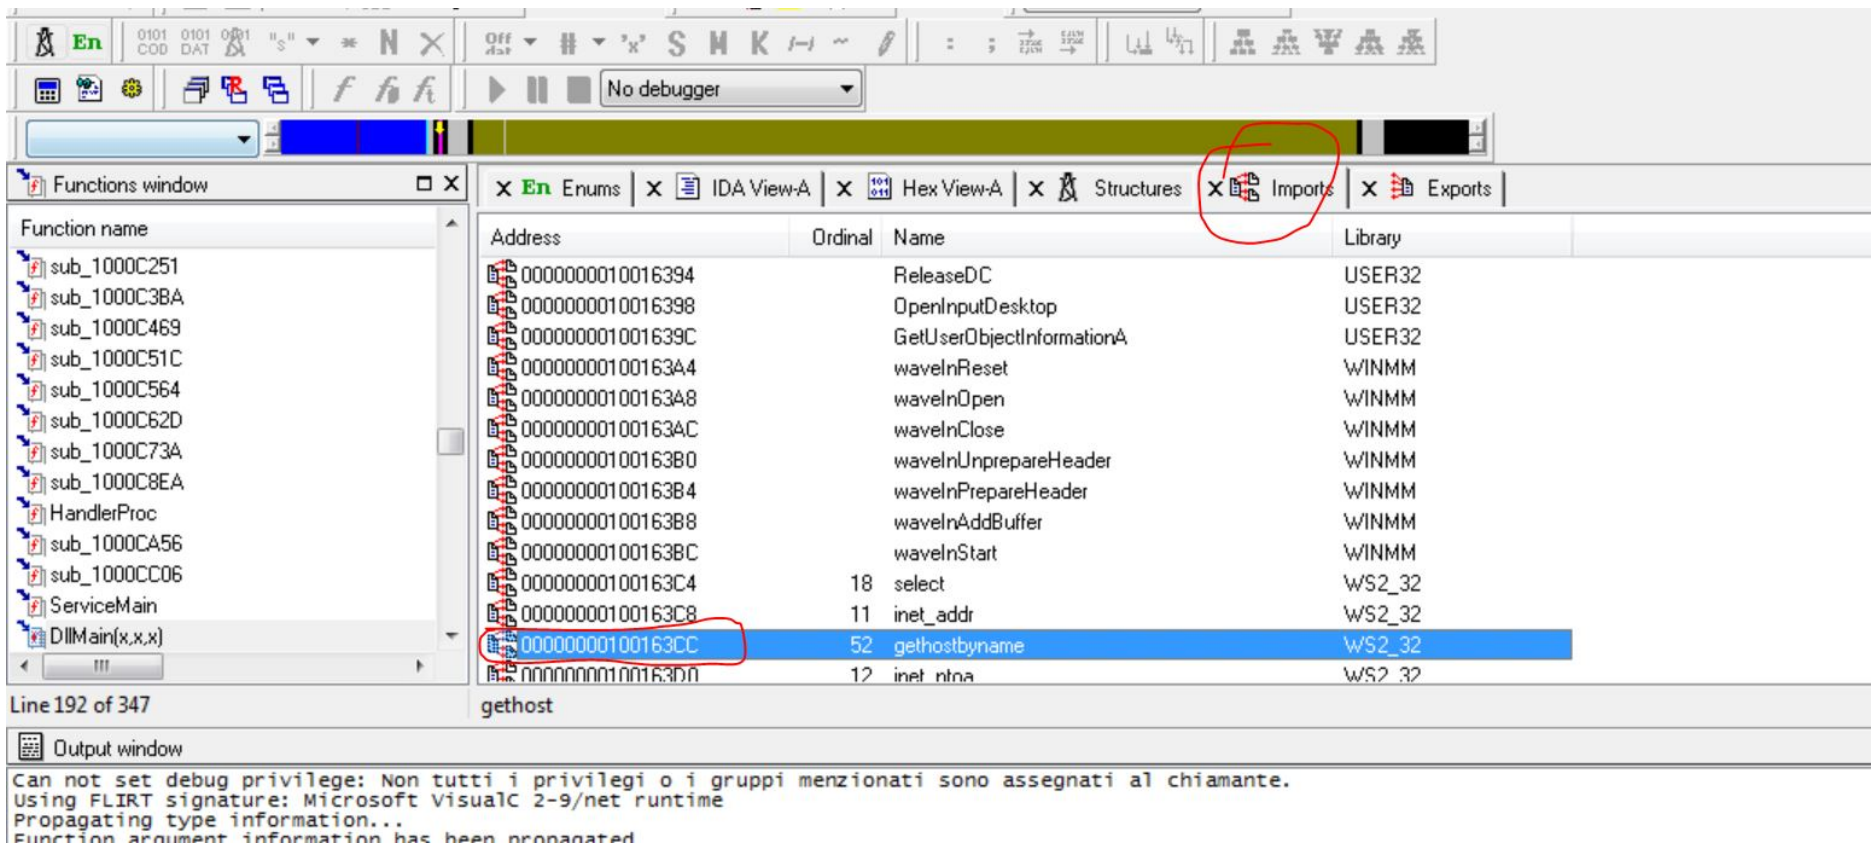 En 0101 COD 0101 DAT "s" * N Off dat # 'x' S M K : ;
f
No debugger
Functions window
En Enums IDA View-A Hex View-A Structures Imports Exports
Function name
Address Ordinal Name Library
sub_1000C251
sub_1000C3BA
sub_1000C469
sub_1000C51C
sub_1000C564
sub_1000C62D
sub_1000C73A
sub_1000C8EA
HandlerProc
sub_1000CA56
sub_1000CC06
ServiceMain
DllMain(x,x,x)
0000000010016394 ReleaseDC USER32
0000000010016398 OpenInputDesktop USER32
000000001001639C GetUserObjectInformationA USER32
00000000100163A4 waveInReset WINMM
00000000100163A8 waveInOpen WINMM
00000000100163AC waveInClose WINMM
00000000100163B0 waveInUnprepareHeader WINMM
00000000100163B4 waveInPrepareHeader WINMM
00000000100163B8 waveInAddBuffer WINMM
00000000100163BC waveInStart WINMM
00000000100163C4 18 select WS2_32
00000000100163C8 11 inet_addr WS2_32
00000000100163CC 52 gethostbyname WS2_32
00000000100163D0 12 inet_ntoa WS2_32
Line 192 of 347
gethost
Output window
Can not set debug privilege: Non tutti i privilegi o i gruppi menzionati sono assegnati al chiamante.
Using FLIRT signature: Microsoft VisualC 2-9/net runtime
Propagating type information...
Function argument information has been propagated